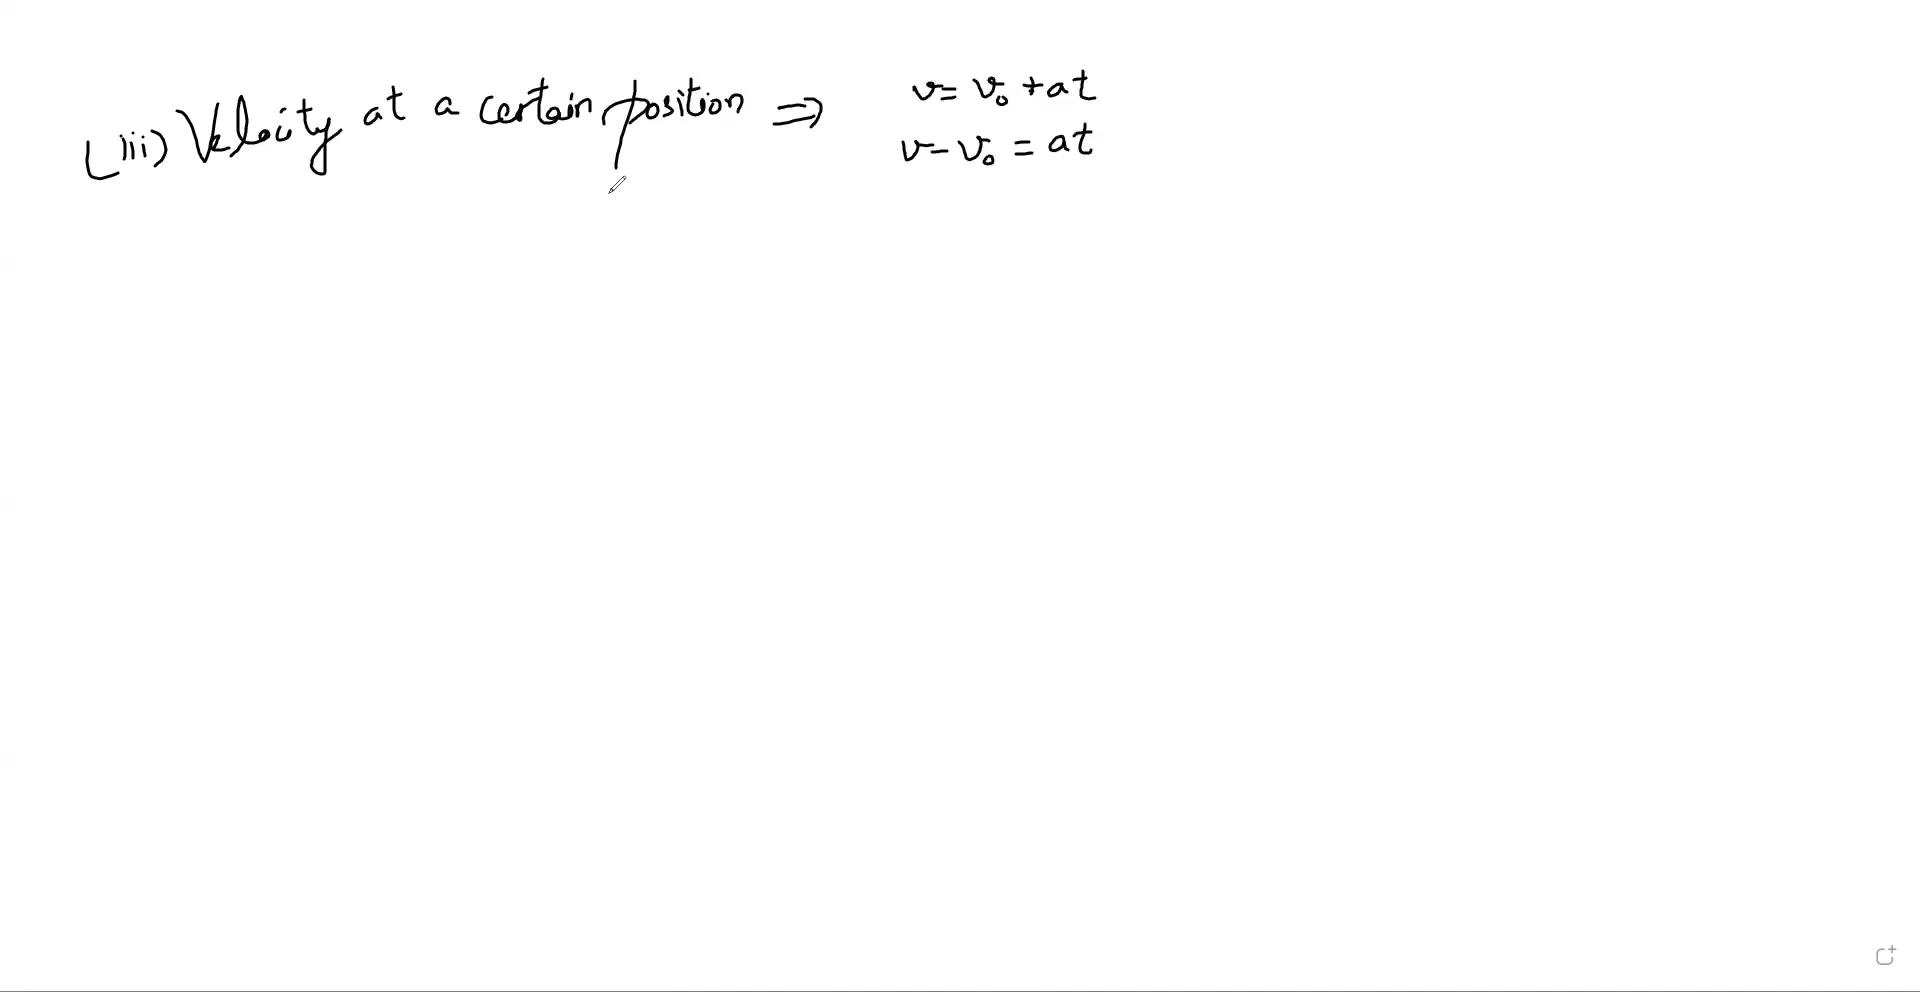 (iii) Velocity at a certain position ⇒ v = v₀ + at
v - v₀ = at